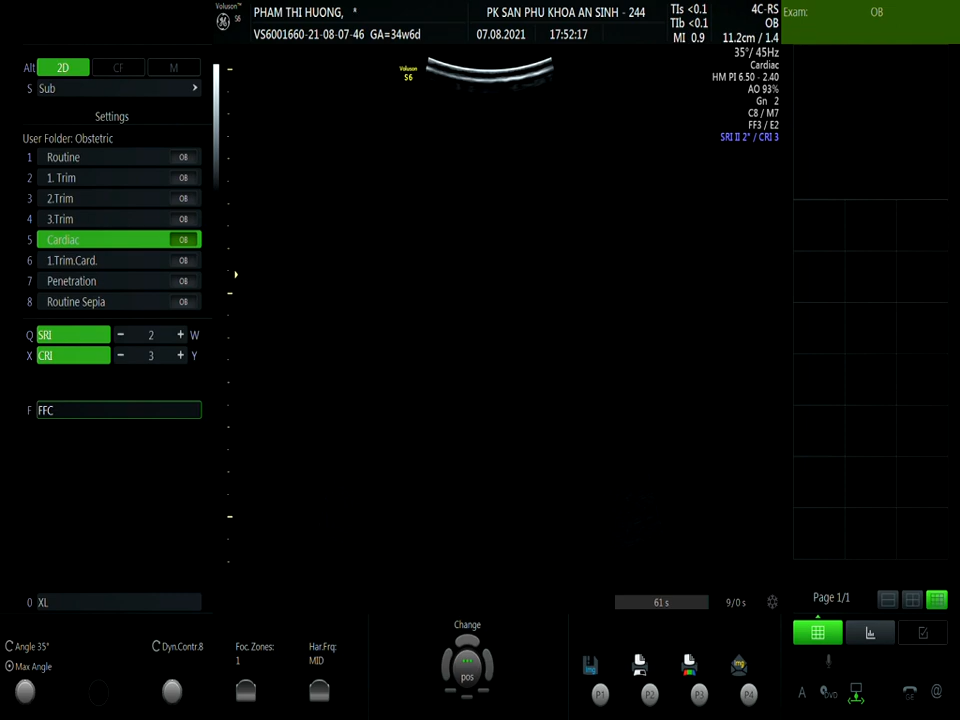 Voluson™
S6
PHAM THI HUONG, *
PK SAN PHU KHOA AN SINH - 244
VS6001660-21-08-07-46 GA=34w6d
07.08.2021
17:52:17
TIs <0.1
TIb <0.1
MI 0.9
4C-RS
OB
11.2cm / 1.4
35°/ 45Hz
Cardiac
HM PI 6.50 - 2.40
AO 93%
Gn 2
C8 / M7
FF3 / E2
SRI II 2* / CRI 3
Exam: OB
Voluson
S6
Alt 2D CF M
S Sub
Settings
User Folder: Obstetric
1 Routine OB
2 1. Trim OB
3 2.Trim OB
4 3.Trim OB
5 Cardiac OB
6 1.Trim.Card. OB
7 Penetration OB
8 Routine Sepia OB
Q SRI - 2 + W
X CRI - 3 + Y
F FFC
0 XL
61 s
9/0 s
Page 1/1
Angle 35°
Max Angle
Dyn.Contr.8
Foc. Zones:
1
Har.Frq:
MID
Change
pos
img
P1
P2
P3
P4
A
DVD
GE
@